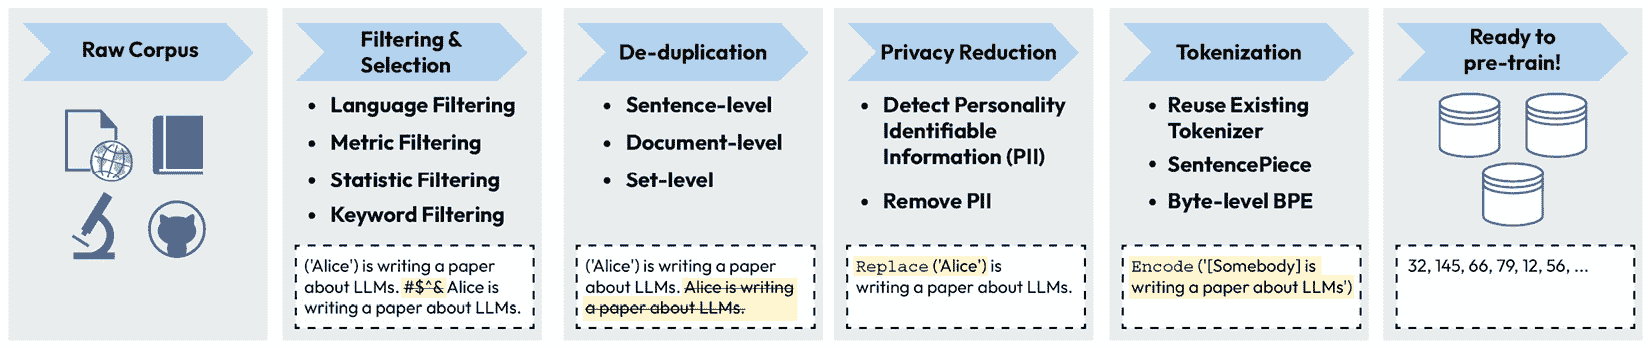 Raw Corpus
Filtering &
Selection
• Language Filtering
• Metric Filtering
• Statistic Filtering
• Keyword Filtering
('Alice') is writing a paper
about LLMs. #$^& Alice is
writing a paper about LLMs.
De-duplication
• Sentence-level
• Document-level
• Set-level
('Alice') is writing a paper
about LLMs. Alice is writing
a paper about LLMs.
Privacy Reduction
• Detect Personality
Identifiable
Information (PII)
• Remove PII
Replace ('Alice') is
writing a paper about LLMs.
Tokenization
• Reuse Existing
Tokenizer
• SentencePiece
• Byte-level BPE
Encode ('[Somebody] is
writing a paper about LLMs')
Ready to
pre-train!
32, 145, 66, 79, 12, 56, ...